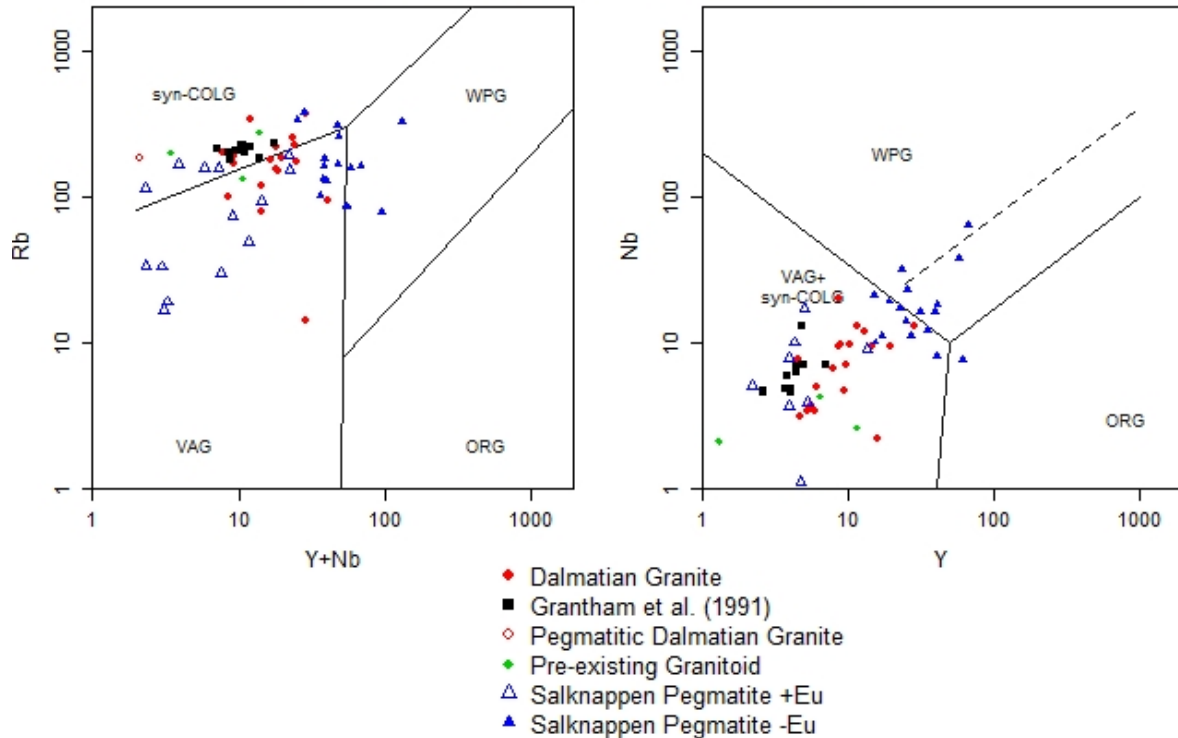 1000
100
10
1
Rb
syn-COLG
WPG
VAG
ORG
1
10
100
1000
Y+Nb
1000
100
10
1
Nb
WPG
VAG+
syn-COLG
ORG
1
10
100
1000
Y
Dalmatian Granite
Grantham et al. (1991)
Pegmatitic Dalmatian Granite
Pre-existing Granitoid
Salknappen Pegmatite +Eu
Salknappen Pegmatite -Eu